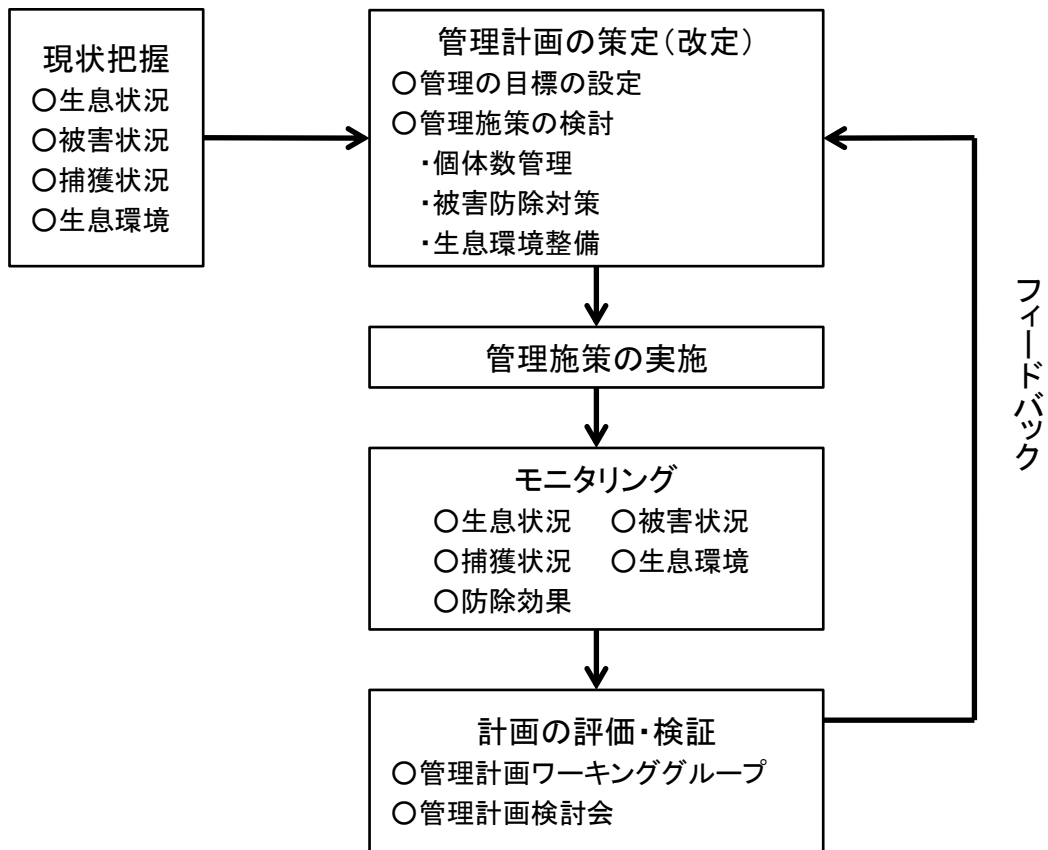 現状把握
○生息状況
○被害状況
○捕獲状況
○生息環境
管理計画の策定(改定)
○管理の目標の設定
○管理施策の検討
・個体数管理
・被害防除対策
・生息環境整備
管理施策の実施
モニタリング
○生息状況 ○被害状況
○捕獲状況 ○生息環境
○防除効果
計画の評価・検証
○管理計画ワーキンググループ
○管理計画検討会
フィードバック